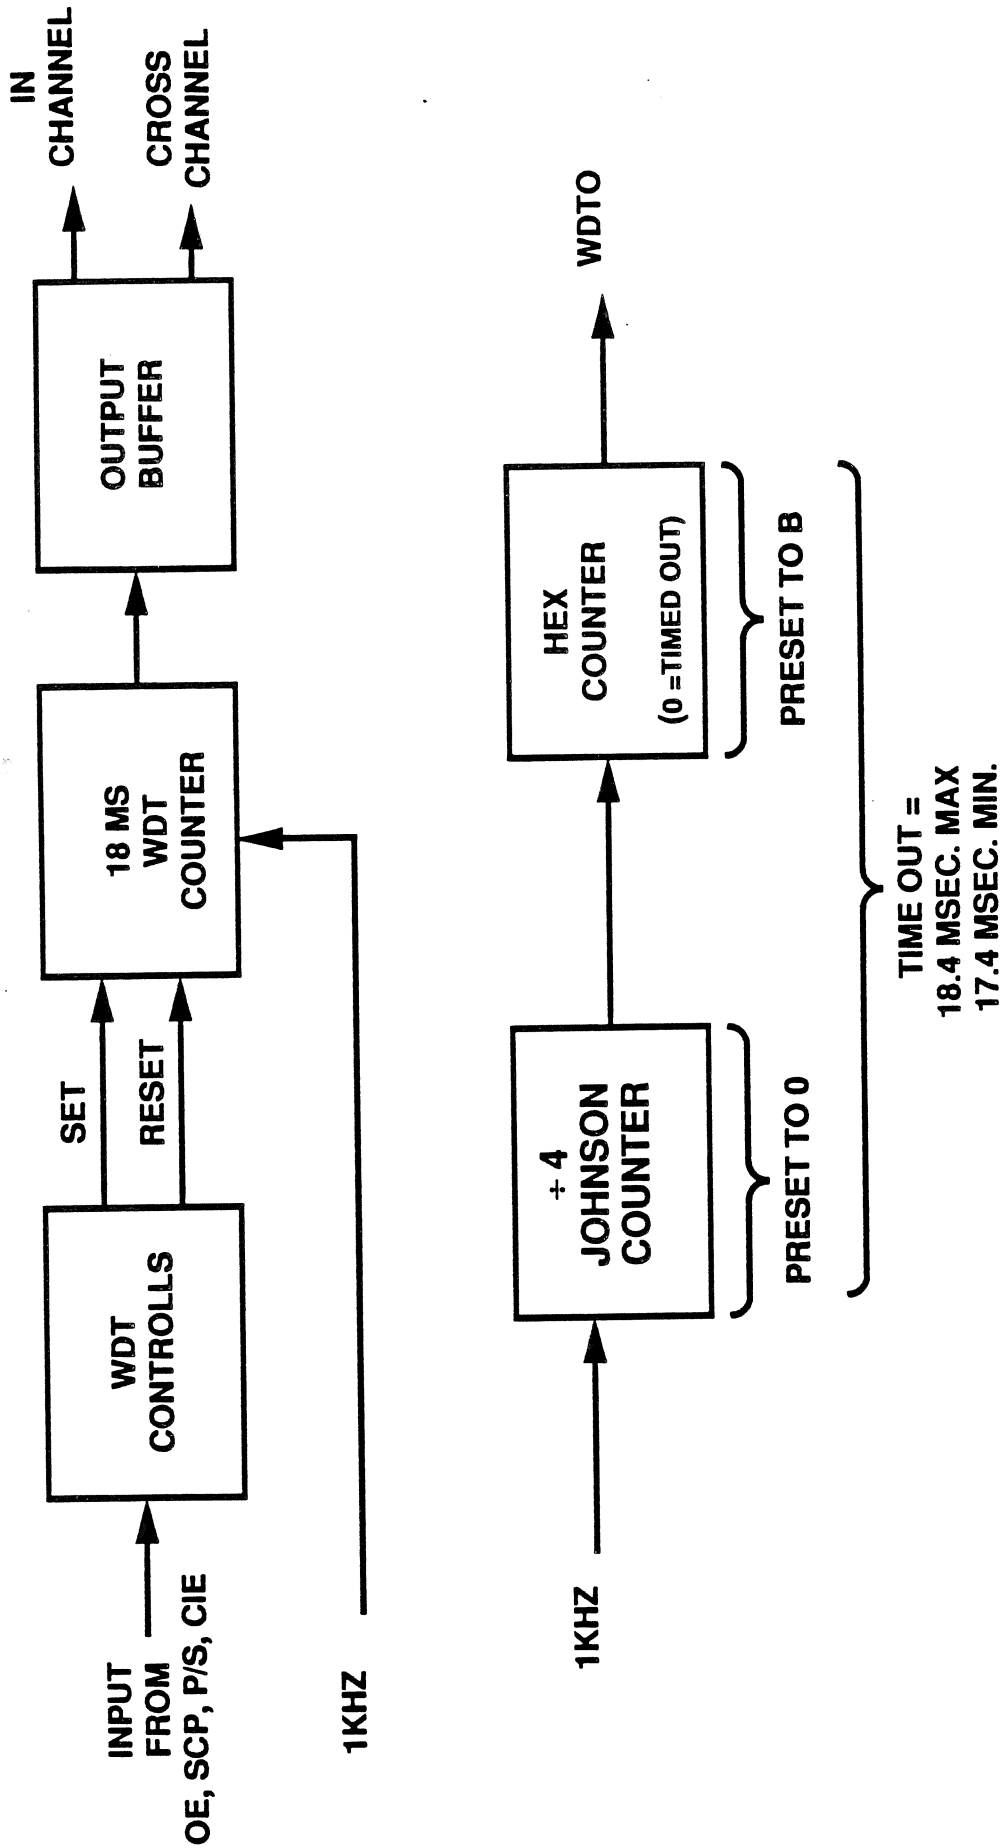 INPUT
FROM
OE, SCP, P/S, CIE
WDT
CONTROLLS
SET
RESET
18 MS
WDT
COUNTER
OUTPUT
BUFFER
IN
CHANNEL
CROSS
CHANNEL
1KHZ
1KHZ
÷ 4
JOHNSON
COUNTER
HEX
COUNTER
(0 =TIMED OUT)
WDTO
PRESET TO 0
PRESET TO B
TIME OUT =
18.4 MSEC. MAX
17.4 MSEC. MIN.